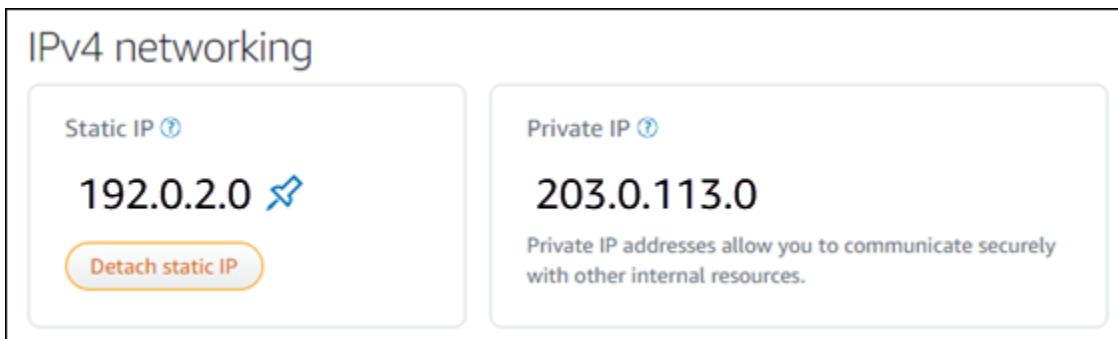 IPv4 networking
Static IP ?
192.0.2.0
Detach static IP
Private IP ?
203.0.113.0
Private IP addresses allow you to communicate securely
with other internal resources.